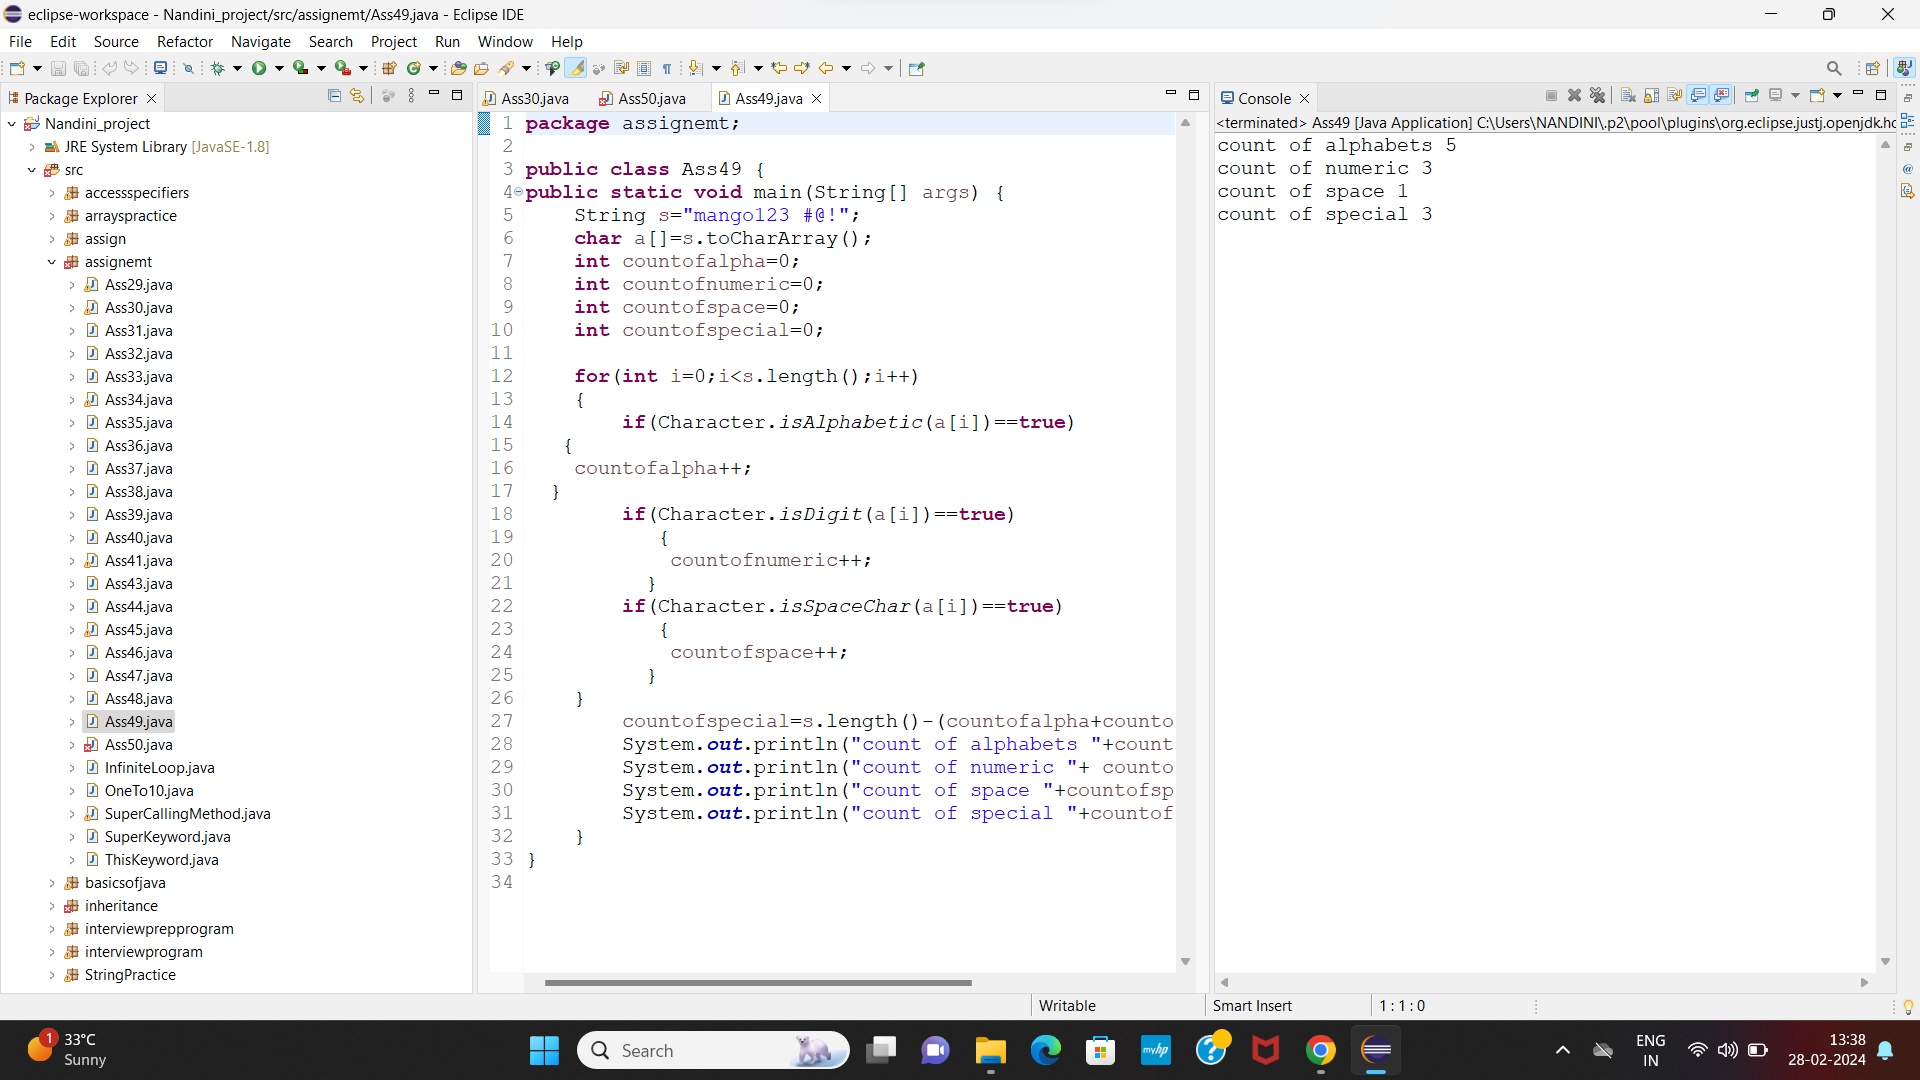 eclipse-workspace - Nandini_project/src/assignemt/Ass49.java - Eclipse IDE
File Edit Source Refactor Navigate Search Project Run Window Help
Package Explorer
Nandini_project
JRE System Library [JavaSE-1.8]
src
accessspecifiers
arrayspractice
assign
assignemt
Ass29.java
Ass30.java
Ass31.java
Ass32.java
Ass33.java
Ass34.java
Ass35.java
Ass36.java
Ass37.java
Ass38.java
Ass39.java
Ass40.java
Ass41.java
Ass43.java
Ass44.java
Ass45.java
Ass46.java
Ass47.java
Ass48.java
Ass49.java
Ass50.java
InfiniteLoop.java
OneTo10.java
SuperCallingMethod.java
SuperKeyword.java
ThisKeyword.java
basicsofjava
inheritance
interviewprepprogram
interviewprogram
StringPractice
Ass30.java Ass50.java Ass49.java
1 package assignemt;
2
3 public class Ass49 {
4 public static void main(String[] args) {
5 String s="mango123 #@!";
6 char a[]=s.toCharArray();
7 int countofalpha=0;
8 int countofnumeric=0;
9 int countofspace=0;
10 int countofspecial=0;
11
12 for(int i=0;i<s.length();i++)
13 {
14 if(Character.isAlphabetic(a[i])==true)
15 {
16 countofalpha++;
17 }
18 if(Character.isDigit(a[i])==true)
19 {
20 countofnumeric++;
21 }
22 if(Character.isSpaceChar(a[i])==true)
23 {
24 countofspace++;
25 }
26 }
27 countofspecial=s.length()-(countofalpha+counto
28 System.out.println("count of alphabets "+count
29 System.out.println("count of numeric "+ counto
30 System.out.println("count of space "+countofsp
31 System.out.println("count of special "+countof
32 }
33 }
34
Console
<terminated> Ass49 [Java Application] C:\Users\NANDINI\.p2\pool\plugins\org.eclipse.justj.openjdk.ho
count of alphabets 5
count of numeric 3
count of space 1
count of special 3
Writable Smart Insert 1 : 1 : 0
1
33°C
Sunny
Search
myhp
ENG
IN
13:38
28-02-2024